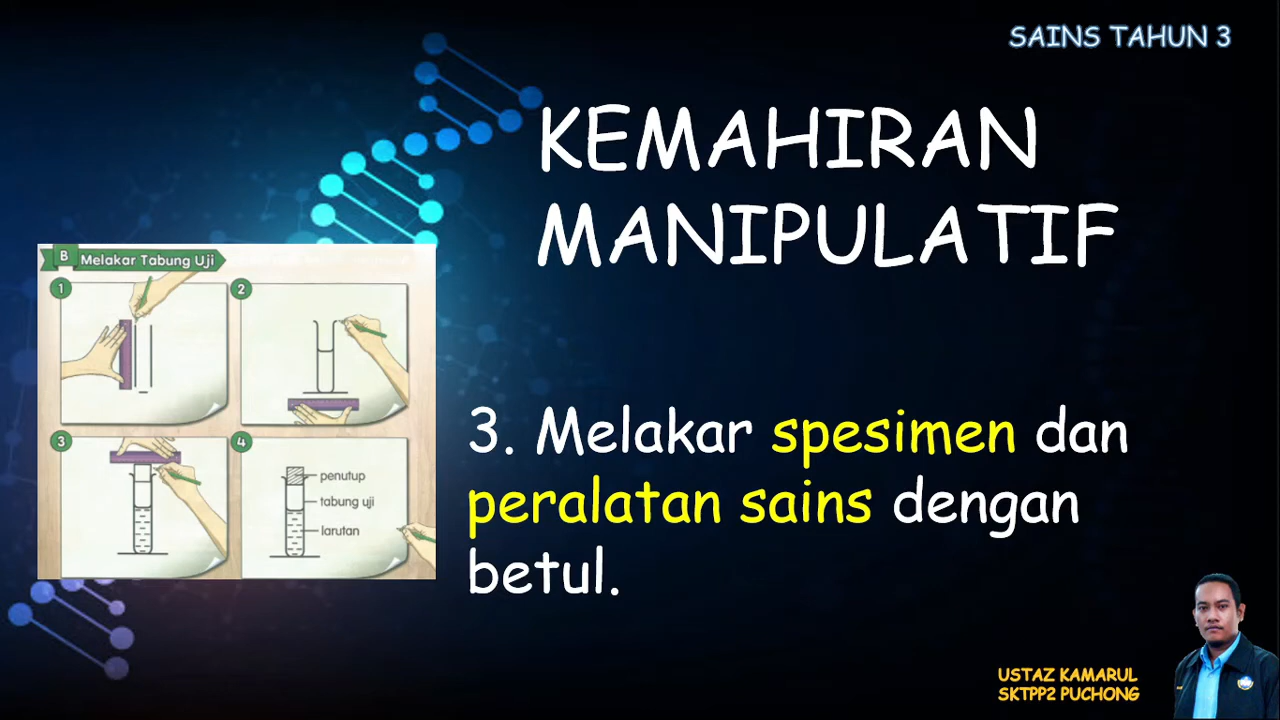 SAINS TAHUN 3
KEMAHIRAN
MANIPULATIF
B Melakar Tabung Uji
1
2
3
4
penutup
tabung uji
larutan
3. Melakar spesimen dan
peralatan sains dengan
betul.
USTAZ KAMARUL
SKTPP2 PUCHONG